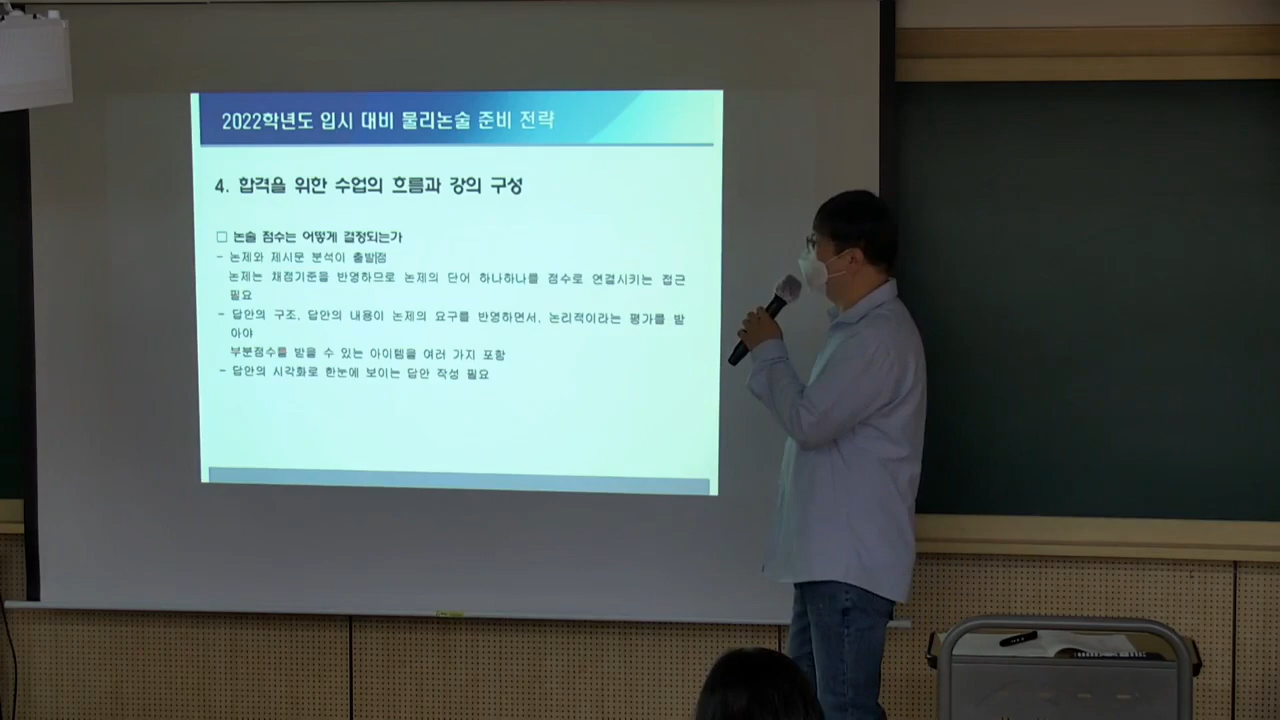 2022학년도 입시 대비 물리논술 준비 전략
4. 합격을 위한 수업의 흐름과 강의 구성
□ 논술 점수는 어떻게 결정되는가
- 논제와 제시문 분석이 출발점
논제는 채점기준을 반영하므로 논제의 단어 하나하나를 점수로 연결시키는 접근
필요
- 답안의 구조, 답안의 내용이 논제의 요구를 반영하면서, 논리적이라는 평가를 받
아야
부분점수를 받을 수 있는 아이템을 여러 가지 포함
- 답안의 시각화로 한눈에 보이는 답안 작성 필요